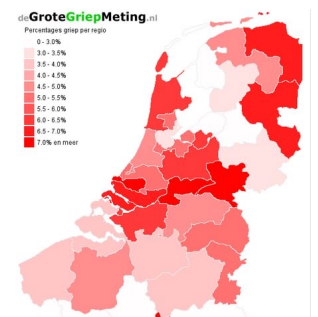 deGroteGriepMeting.nl
Percentages griep per regio
0 - 3.0%
3.0 - 3.5%
3.5 - 4.0%
4.0 - 4.5%
4.5 - 5.0%
5.0 - 5.5%
5.5 - 6.0%
6.0 - 6.5%
6.5 - 7.0%
7.0% en meer